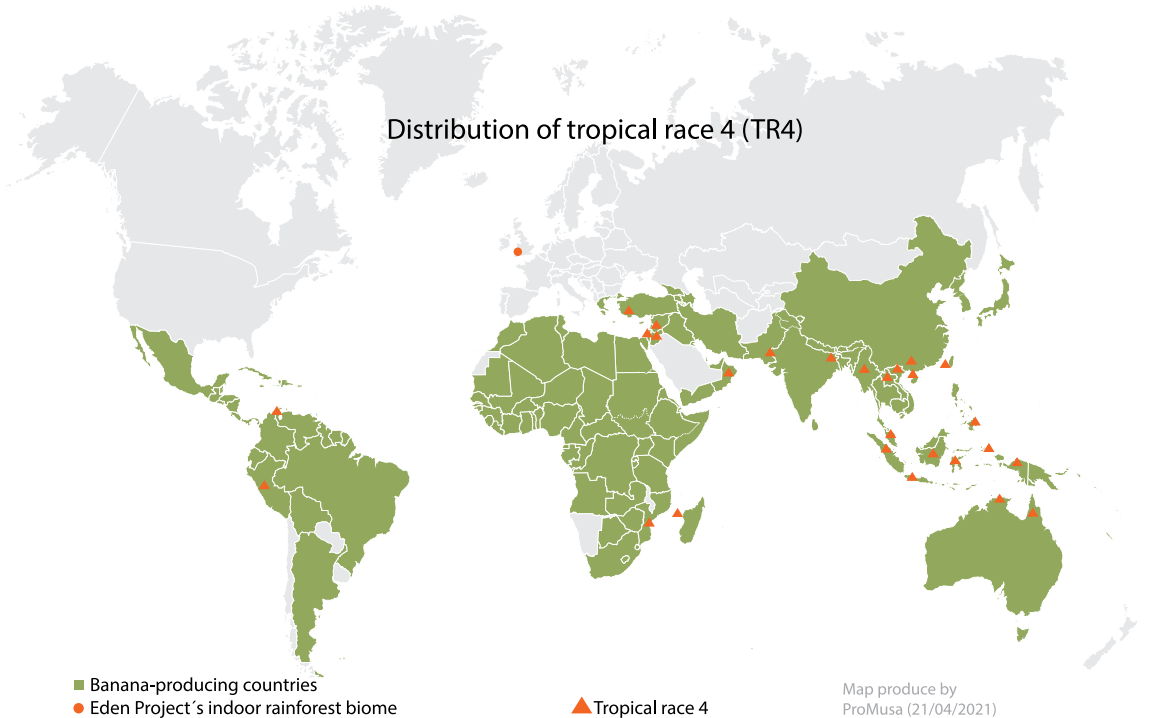 Distribution of tropical race 4 (TR4)
Banana-producing countries
Eden Project´s indoor rainforest biome
Tropical race 4
Map produce by
ProMusa (21/04/2021)